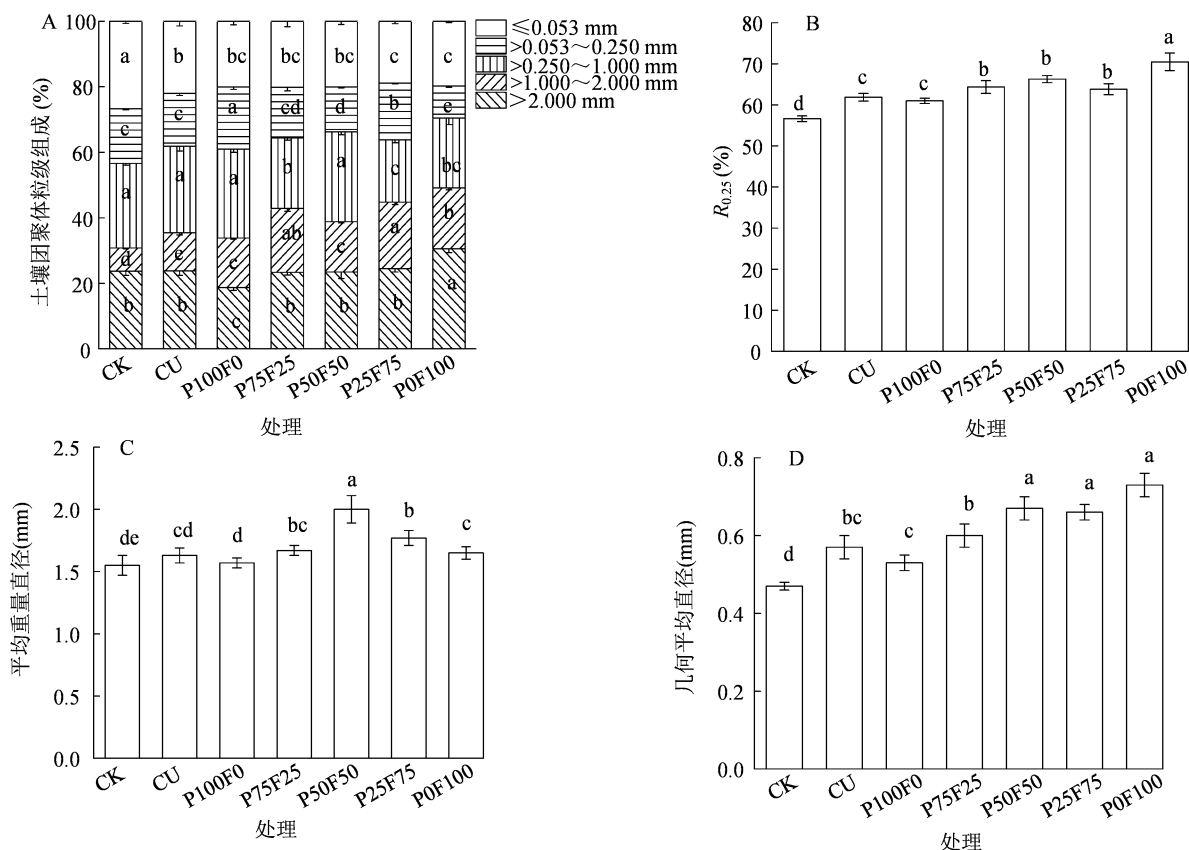 A
≤0.053 mm
>0.053～0.250 mm
>0.250～1.000 mm
>1.000～2.000 mm
>2.000 mm
土壤团聚体粒级组成 (%)
100
80
60
40
20
0
a b bc bc bc c c
c c a cd d b e
a a a b a c bc
d c c ab c a b
b b c b b b a
CK CU P100F0 P75F25 P50F50 P25F75 P0F100
处理
B
R0.25 (%)
80
70
60
50
40
30
20
10
0
d c c b b b a
CK CU P100F0 P75F25 P50F50 P25F75 P0F100
处理
C
平均重量直径(mm)
2.5
2.0
1.5
1.0
0.5
0.0
de cd d bc a b c
CK CU P100F0 P75F25 P50F50 P25F75 P0F100
处理
D
几何平均直径(mm)
0.8
0.6
0.4
0.2
0.0
d bc c b a a a
CK CU P100F0 P75F25 P50F50 P25F75 P0F100
处理